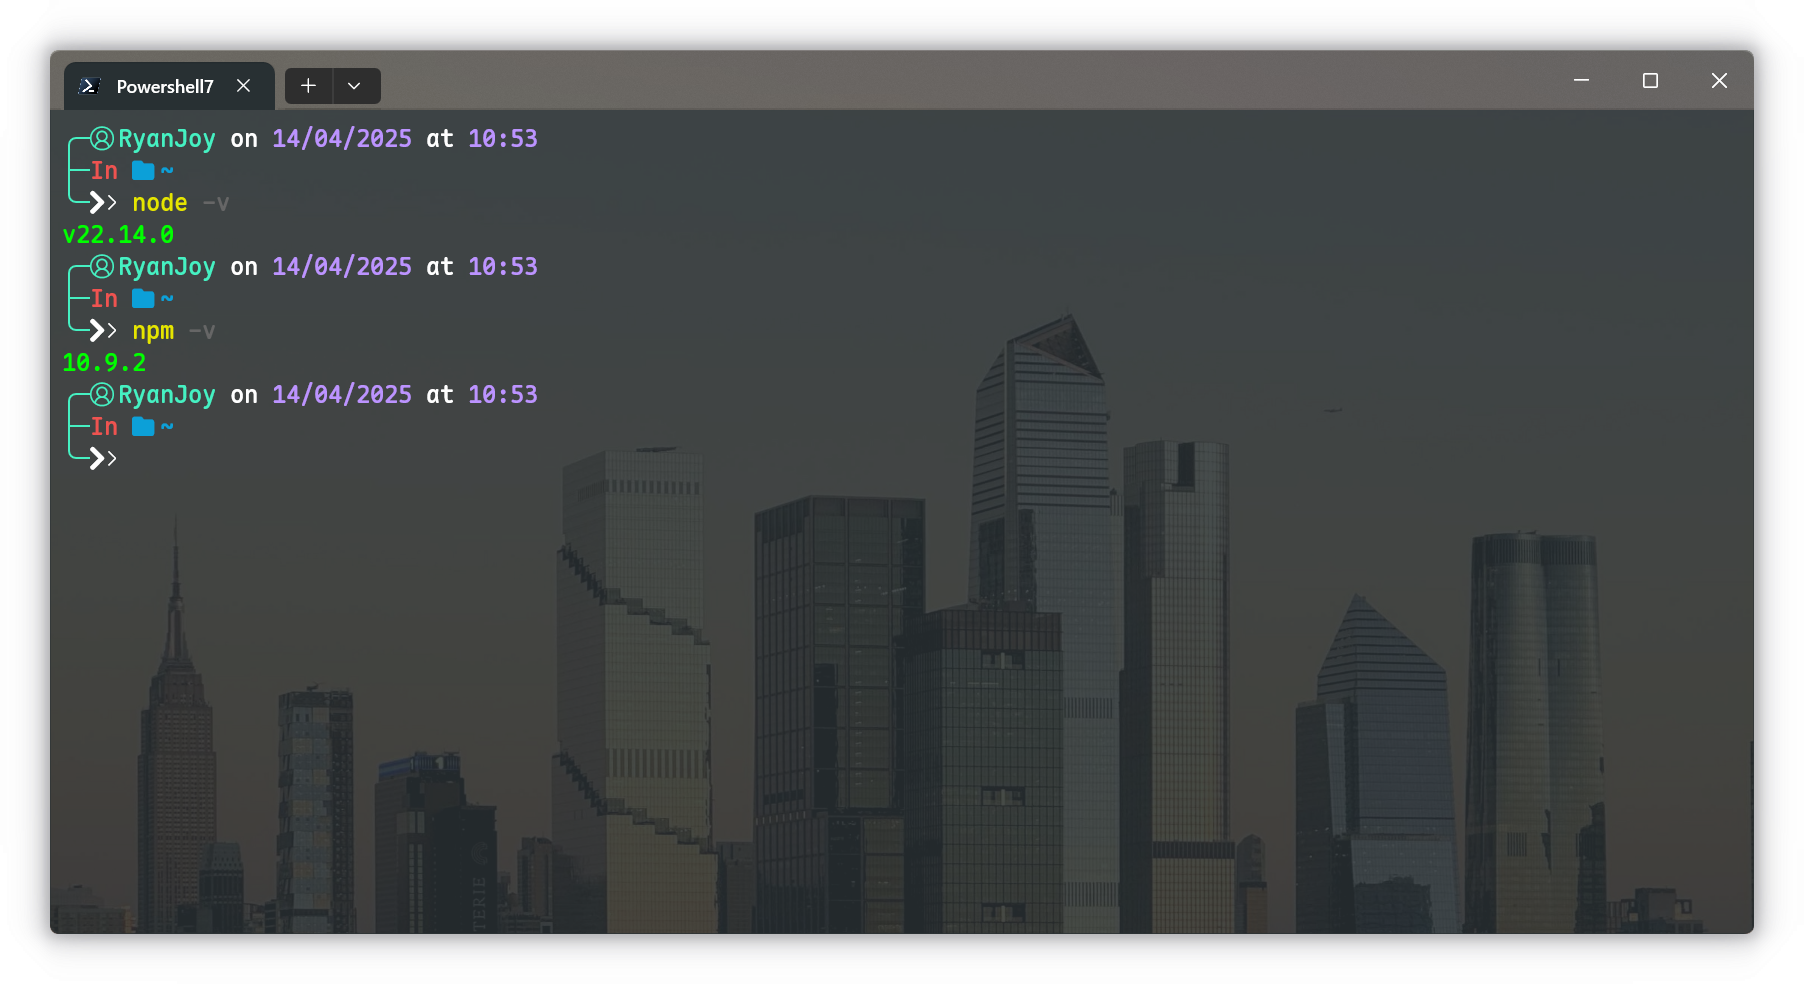 Powershell7
RyanJoy on 14/04/2025 at 10:53
In ~
node -v
v22.14.0
RyanJoy on 14/04/2025 at 10:53
In ~
npm -v
10.9.2
RyanJoy on 14/04/2025 at 10:53
In ~
TERIE